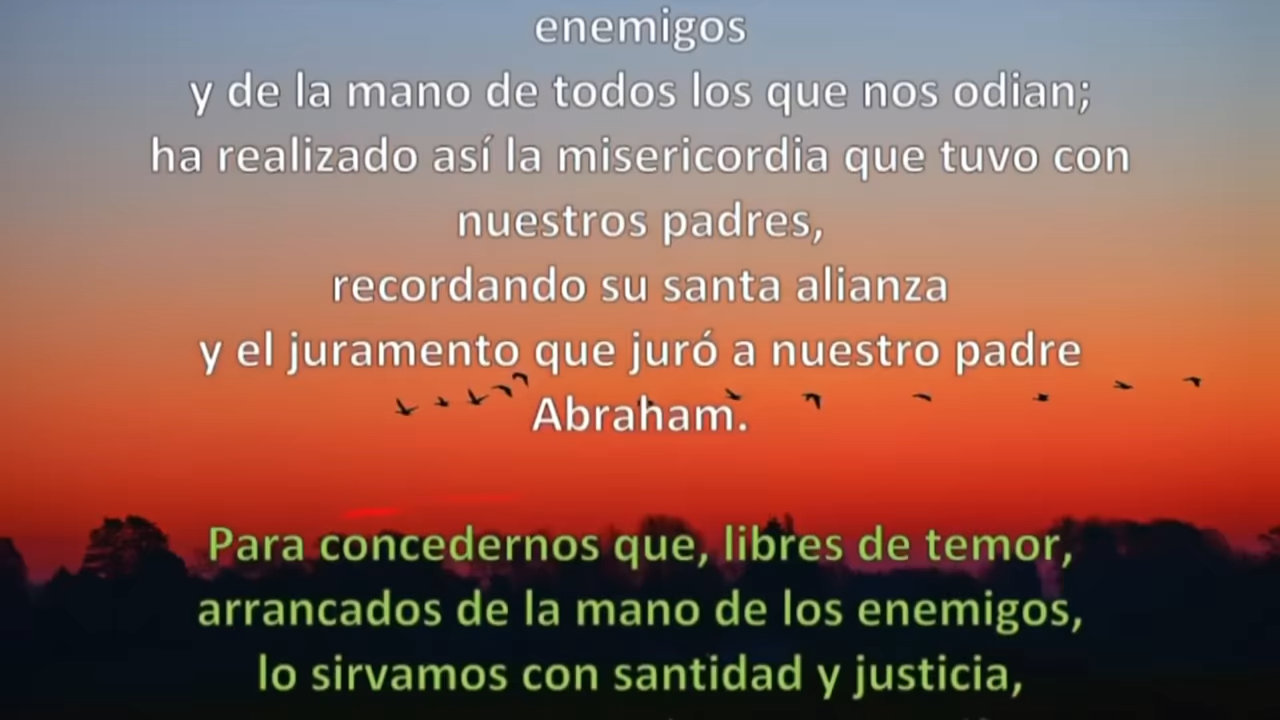 enemigos
y de la mano de todos los que nos odian;
ha realizado así la misericordia que tuvo con
nuestros padres,
recordando su santa alianza
y el juramento que juró a nuestro padre
Abraham.
Para concedernos que, libres de temor,
arrancados de la mano de los enemigos,
lo sirvamos con santidad y justicia,